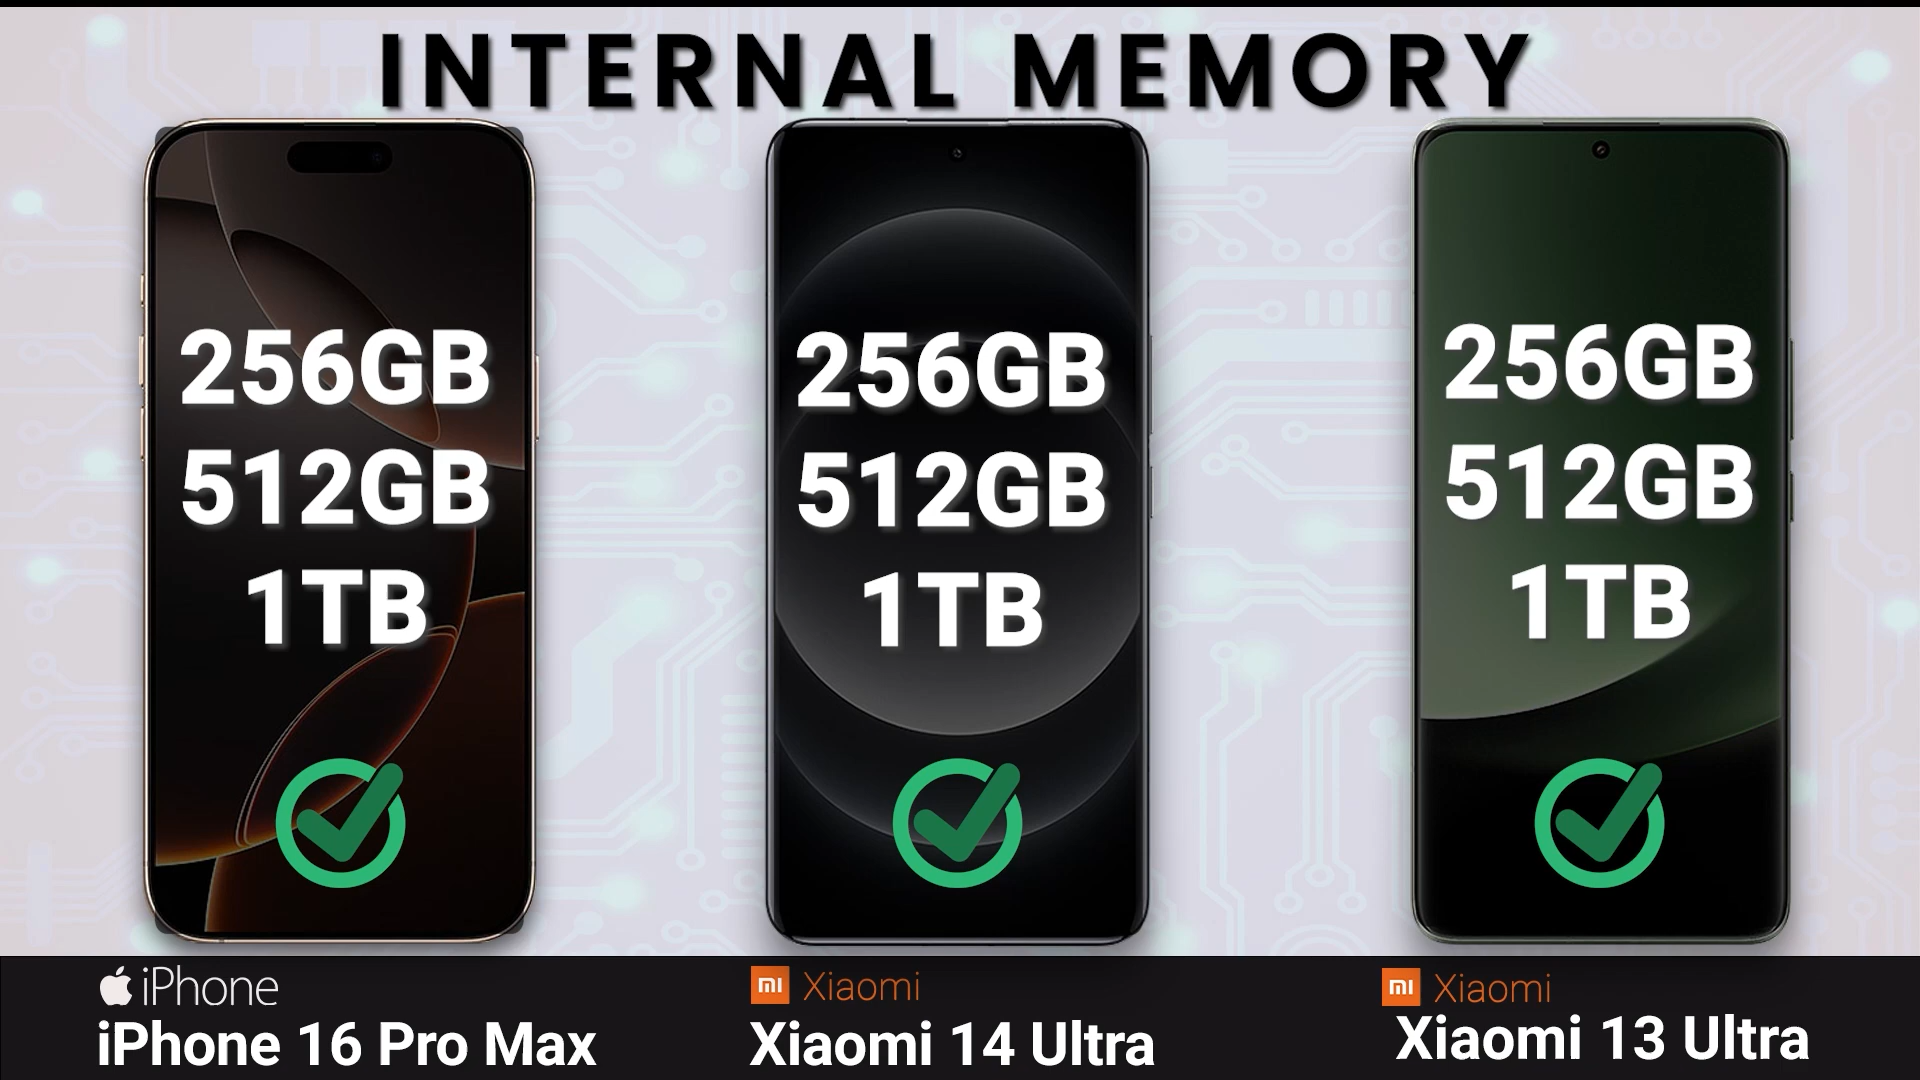 INTERNAL MEMORY
256GB
512GB
1TB
256GB
512GB
1TB
256GB
512GB
1TB
iPhone
iPhone 16 Pro Max
mi Xiaomi
Xiaomi 14 Ultra
mi Xiaomi
Xiaomi 13 Ultra